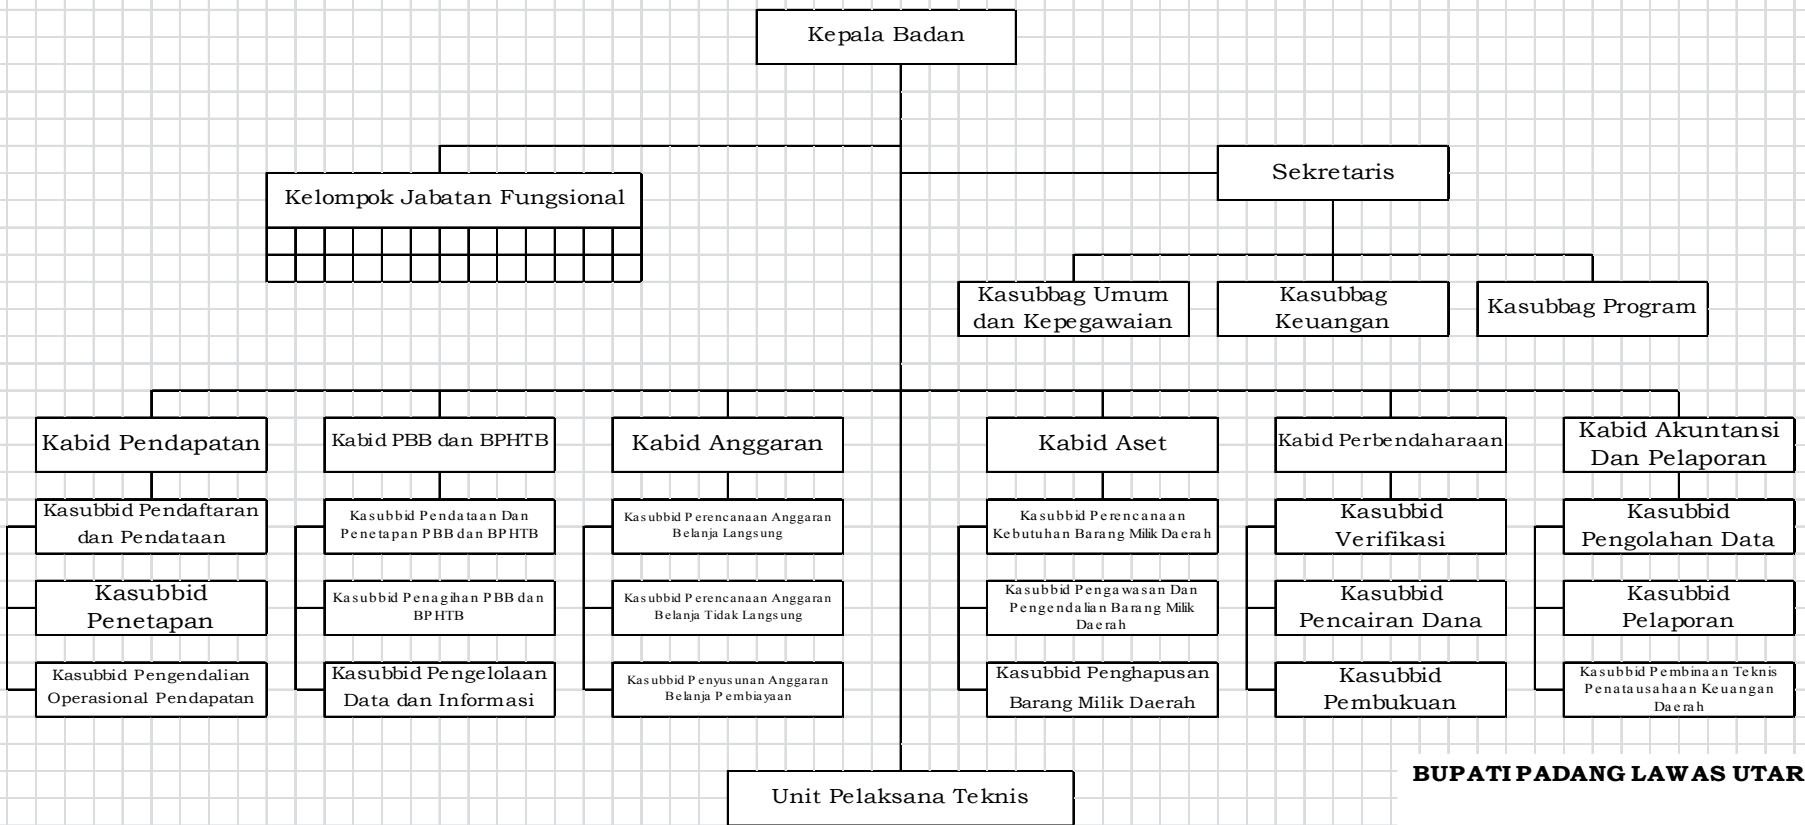 Kepala Badan
Sekretaris
Kelompok Jabatan Fungsional
Kasubbag Umum
dan Kepegawaian
Kasubbag
Keuangan
Kasubbag Program
Kabid Pendapatan
Kabid PBB dan BPHTB
Kabid Anggaran
Kabid Aset
Kabid Perbendaharaan
Kabid Akuntansi
Dan Pelaporan
Kasubbid Pendaftaran
dan Pendataan
Kasubbid Pendataan Dan
Penetapan PBB dan BPHTB
Kasubbid Perencanaan Anggaran
Belanja Langsung
Kasubbid Perencanaan
Kebutuhan Barang Milik Daerah
Kasubbid
Verifikasi
Kasubbid
Pengolahan Data
Kasubbid
Penetapan
Kasubbid Penagihan PBB dan
BPHTB
Kasubbid Perencanaan Anggaran
Belanja Tidak Langsung
Kasubbid Pengawasan Dan
Pengendalian Barang Milik
Daerah
Kasubbid
Pencairan Dana
Kasubbid
Pelaporan
Kasubbid Pengendalian
Operasional Pendapatan
Kasubbid Pengelolaan
Data dan Informasi
Kasubbid Penyusunan Anggaran
Belanja Pembiayaan
Kasubbid Penghapusan
Barang Milik Daerah
Kasubbid
Pembukuan
Kasubbid Pembinaan Teknis
Penatausahaan Keuangan
Daerah
BUPATI PADANG LAWAS UTAR
Unit Pelaksana Teknis